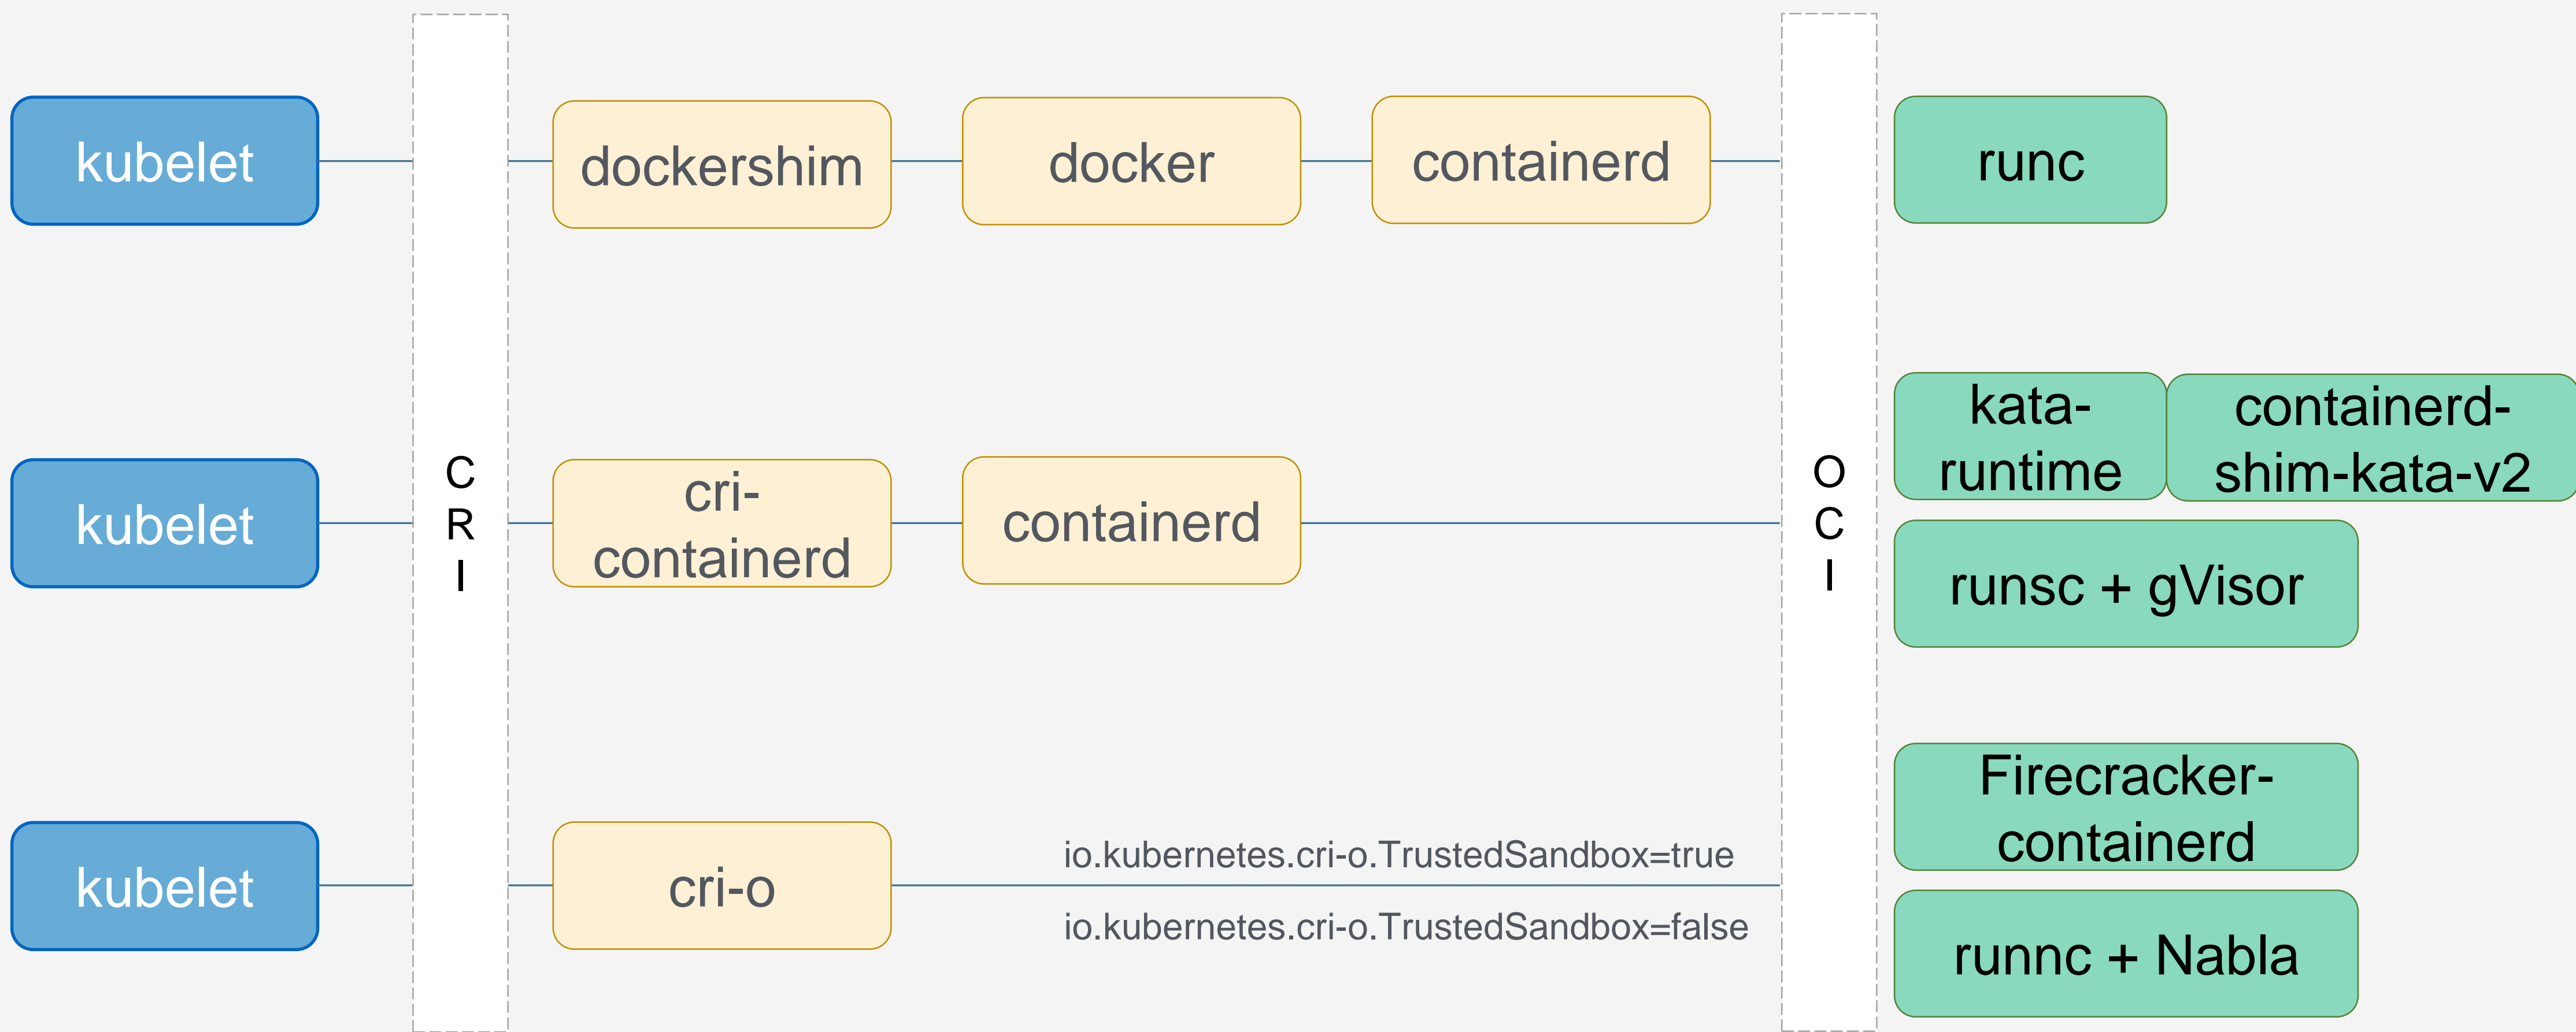 kubelet
dockershim
docker
containerd
runc
kubelet
C
R
I
cri-
containerd
containerd
O
C
I
kata-
runtime
containerd-
shim-kata-v2
runsc + gVisor
kubelet
cri-o
io.kubernetes.cri-o.TrustedSandbox=true
io.kubernetes.cri-o.TrustedSandbox=false
Firecracker-
containerd
runnc + Nabla